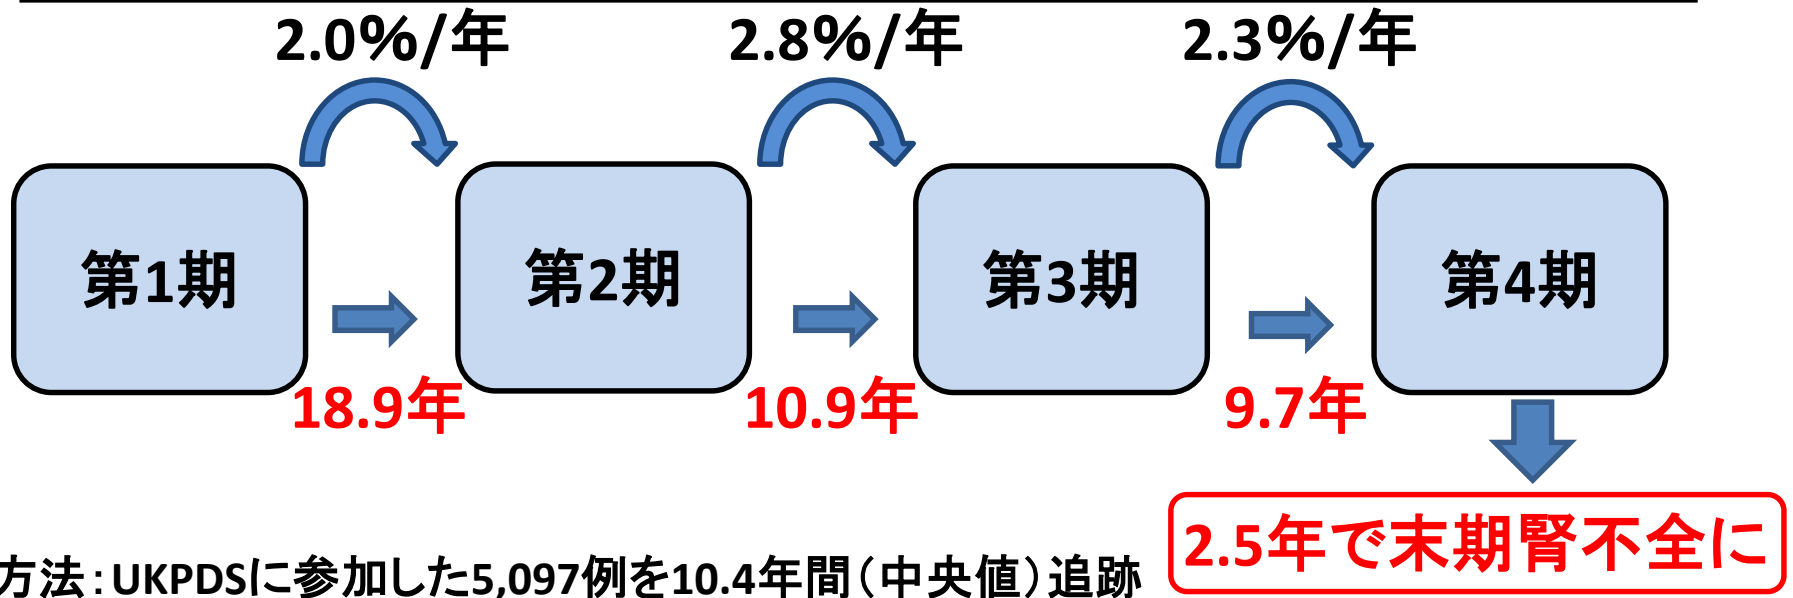 2.0%/年 2.8%/年 2.3%/年
第1期 第2期 第3期 第4期
18.9年 10.9年 9.7年
2.5年で末期腎不全に
方法:UKPDSに参加した5,097例を10.4年間(中央値)追跡